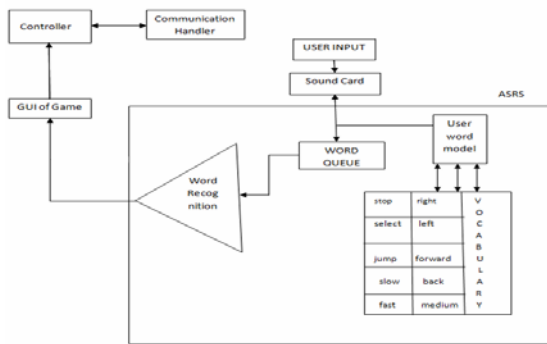 Controller
Communication
Handler
USER INPUT
Sound Card
ASRS
GUI of Game
User
word
model
WORD
QUEUE
Word
Recog
nition
stop right
select left
jump forward
slow back
fast medium
V
O
C
A
B
U
L
A
R
Y